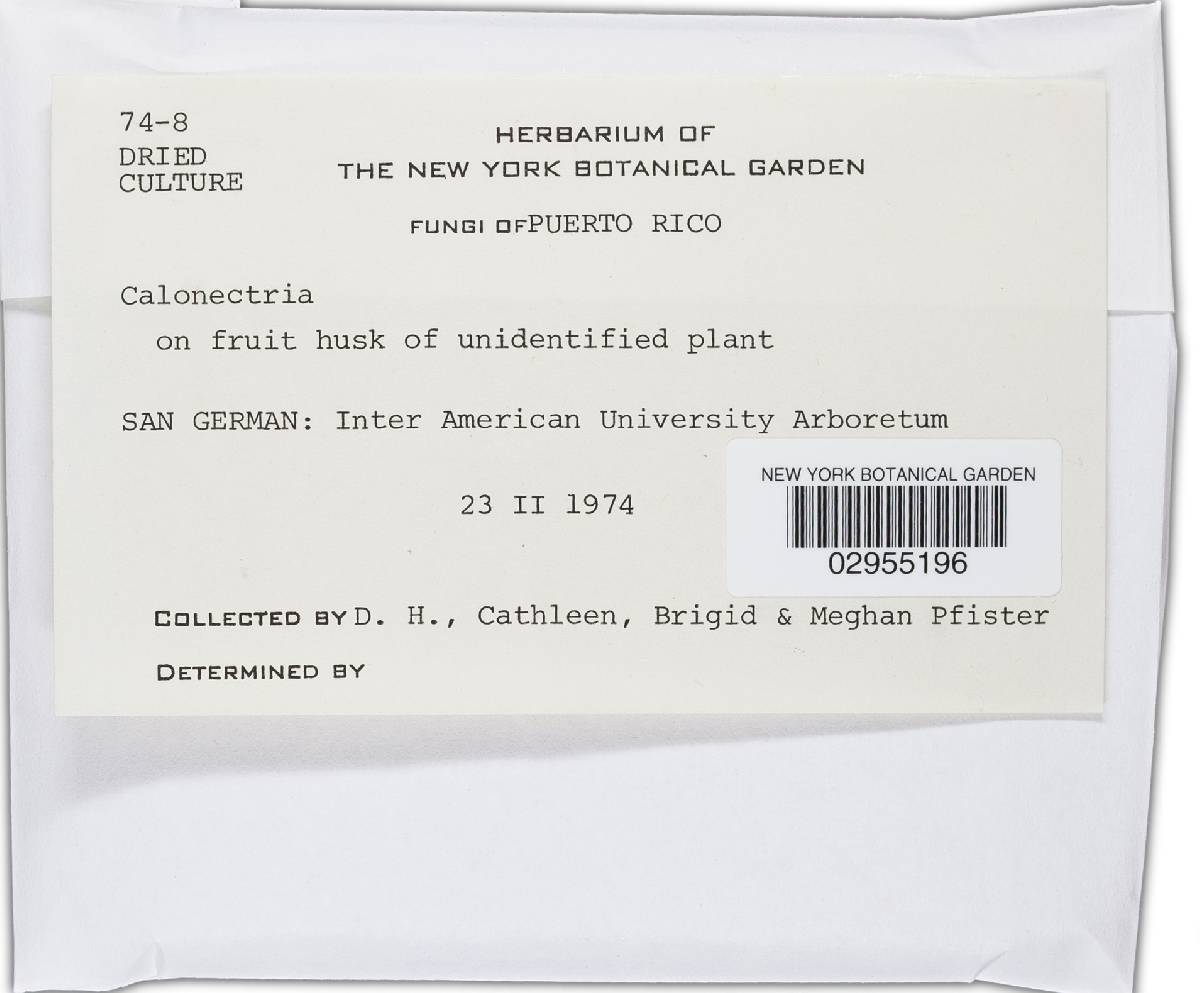 74-8
DRIED
CULTURE
HERBARIUM OF
THE NEW YORK BOTANICAL GARDEN
FUNGI OF PUERTO RICO
Calonectria
on fruit husk of unidentified plant
SAN GERMAN: Inter American University Arboretum
23 II 1974
NEW YORK BOTANICAL GARDEN
02955196
COLLECTED BY D. H., Cathleen, Brigid & Meghan Pfister
DETERMINED BY